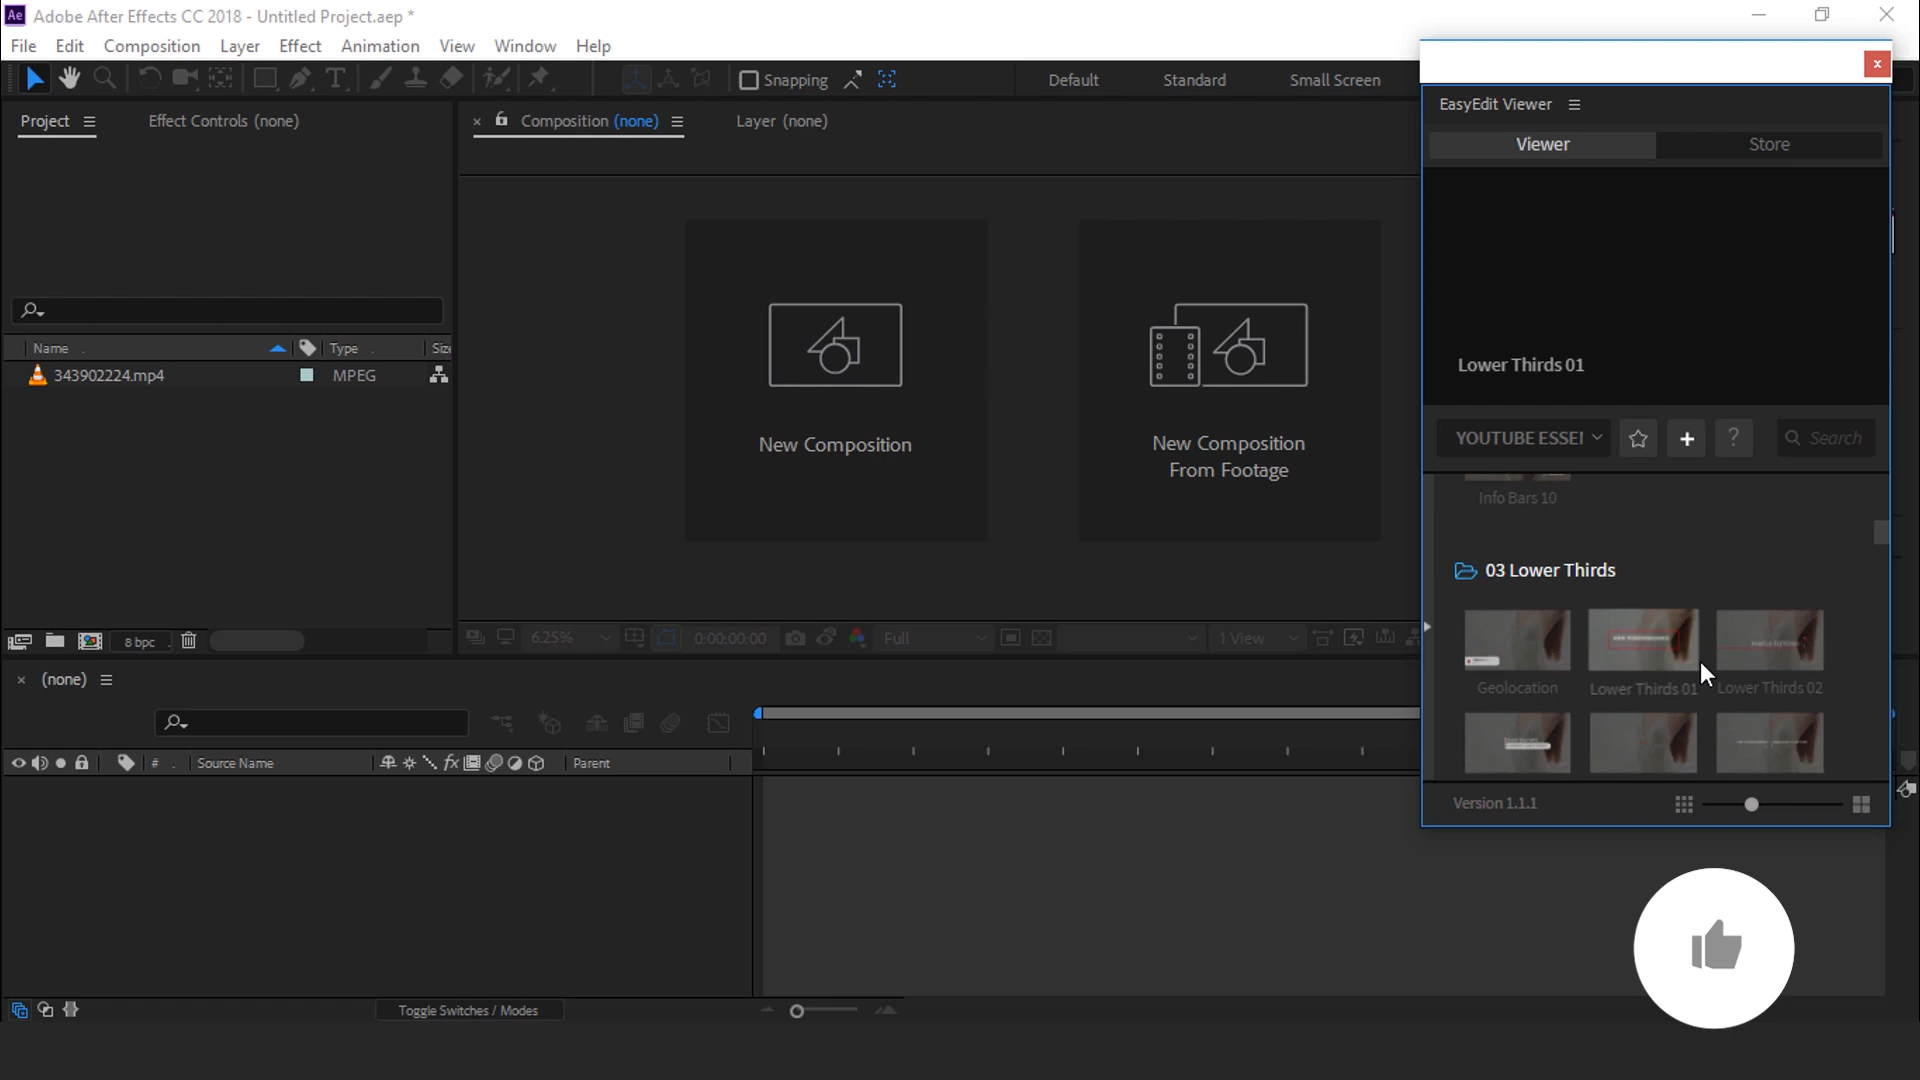 Ae Adobe After Effects CC 2018 - Untitled Project.aep *
File Edit Composition Layer Effect Animation View Window Help
Snapping Default Standard Small Screen
Project Effect Controls (none) × Composition (none) Layer (none)
Name Type Size
343902224.mp4 MPEG
New Composition
New Composition
From Footage
8 bpc 6.25% 0:00:00:00 Full 1 View
× (none)
# Source Name fx Parent
Toggle Switches / Modes
x
EasyEdit Viewer
Viewer Store
Lower Thirds 01
YOUTUBE ESSEI + ? Search
Info Bars 10
03 Lower Thirds
Geolocation Lower Thirds 01 Lower Thirds 02
Version 1.1.1